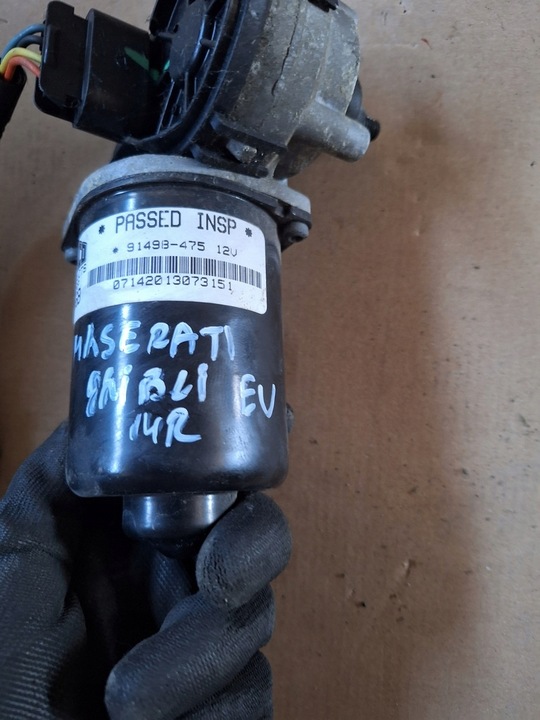 * PASSED INSP *
* 91498-475 12V
07142013073151
MASERATI
GhiBLi EU
14R